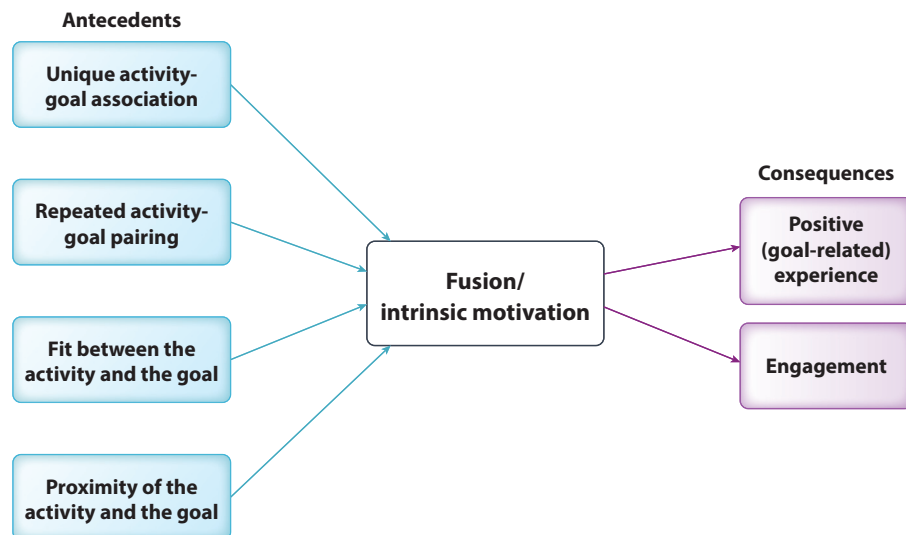 Antecedents
Unique activity-
goal association
Repeated activity-
goal pairing
Fit between the
activity and the goal
Proximity of the
activity and the goal
Fusion/
intrinsic motivation
Consequences
Positive
(goal-related)
experience
Engagement